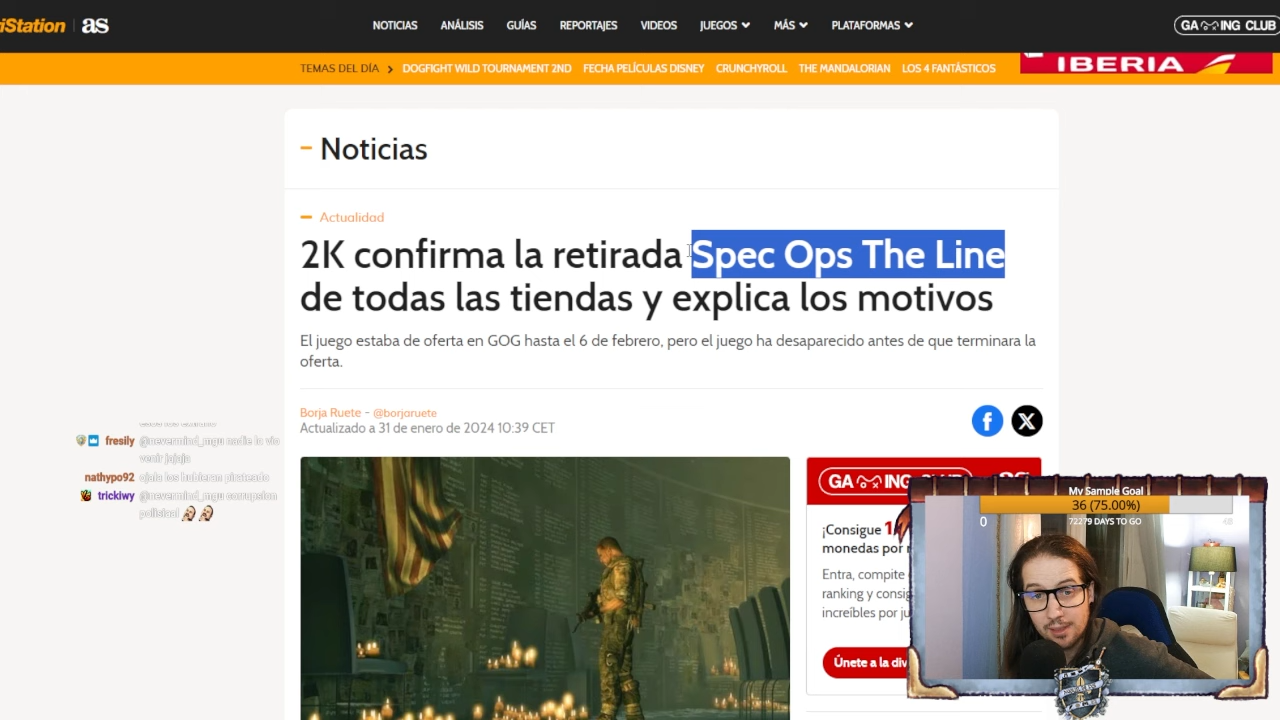 iStation as
NOTICIAS ANÁLISIS GUÍAS REPORTAJES VIDEOS JUEGOS MÁS PLATAFORMAS
GA ING CLUB
TEMAS DEL DÍA DOGFIGHT WILD TOURNAMENT 2ND FECHA PELÍCULAS DISNEY CRUNCHYROLL THE MANDALORIAN LOS 4 FANTÁSTICOS
IBERIA
Noticias
Actualidad
2K confirma la retirada Spec Ops The Line
de todas las tiendas y explica los motivos
El juego estaba de oferta en GOG hasta el 6 de febrero, pero el juego ha desaparecido antes de que terminara la
oferta.
Borja Ruete - @borjaruete
Actualizado a 31 de enero de 2024 10:39 CET
fresily @nevermind_mgu nadie lo vio
venir jajaja
nathypo92 ojala los hubieran pirateado
trickiwy @nevermind_mgu corrupsion
polisial
GA ING
¡Consigue 1
monedas por
Entra, compite
ranking y consig
increíbles por ju
Únete a la div
My Sample Goal
36 (75.00%)
0 72279 DAYS TO GO 48